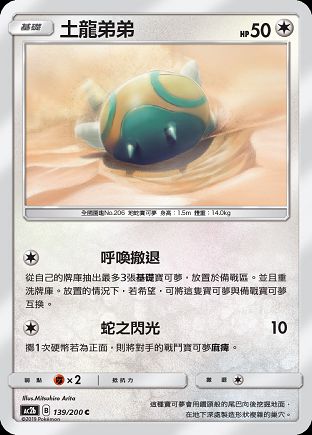 基礎
土龍弟弟
HP 50
全國圖鑑No.206 地蛇寶可夢 身高：1.5m 體重：14.0kg
呼喚撤退
從自己的牌庫抽出最多3張基礎寶可夢，放置於備戰區。並且重
洗牌庫。放置的情況下，若希望，可將這隻寶可夢與備戰寶可夢
互換。
蛇之閃光 10
擲1次硬幣若為正面，則將對手的戰鬥寶可夢麻痺。
弱點 ×2 抵抗力 撤退
Illus.Mitsuhiro Arita
AC2b B 139/200 C
©2019 Pokémon
這種寶可夢會用鑽頭般的尾巴向後挖掘地面，
在地下深處製造形狀複雜的巢穴。